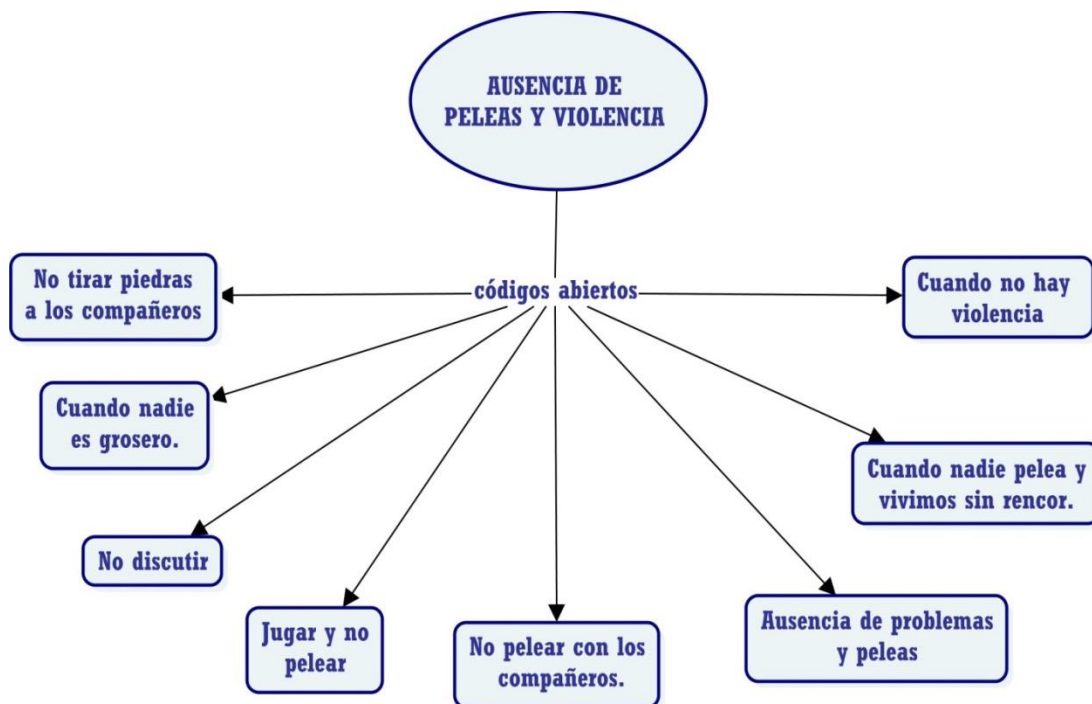 AUSENCIA DE
PELEAS Y VIOLENCIA
códigos abiertos
No tirar piedras
a los compañeros
Cuando no hay
violencia
Cuando nadie
es grosero.
Cuando nadie pelea y
vivimos sin rencor.
No discutir
Jugar y no
pelear
No pelear con los
compañeros.
Ausencia de problemas
y peleas